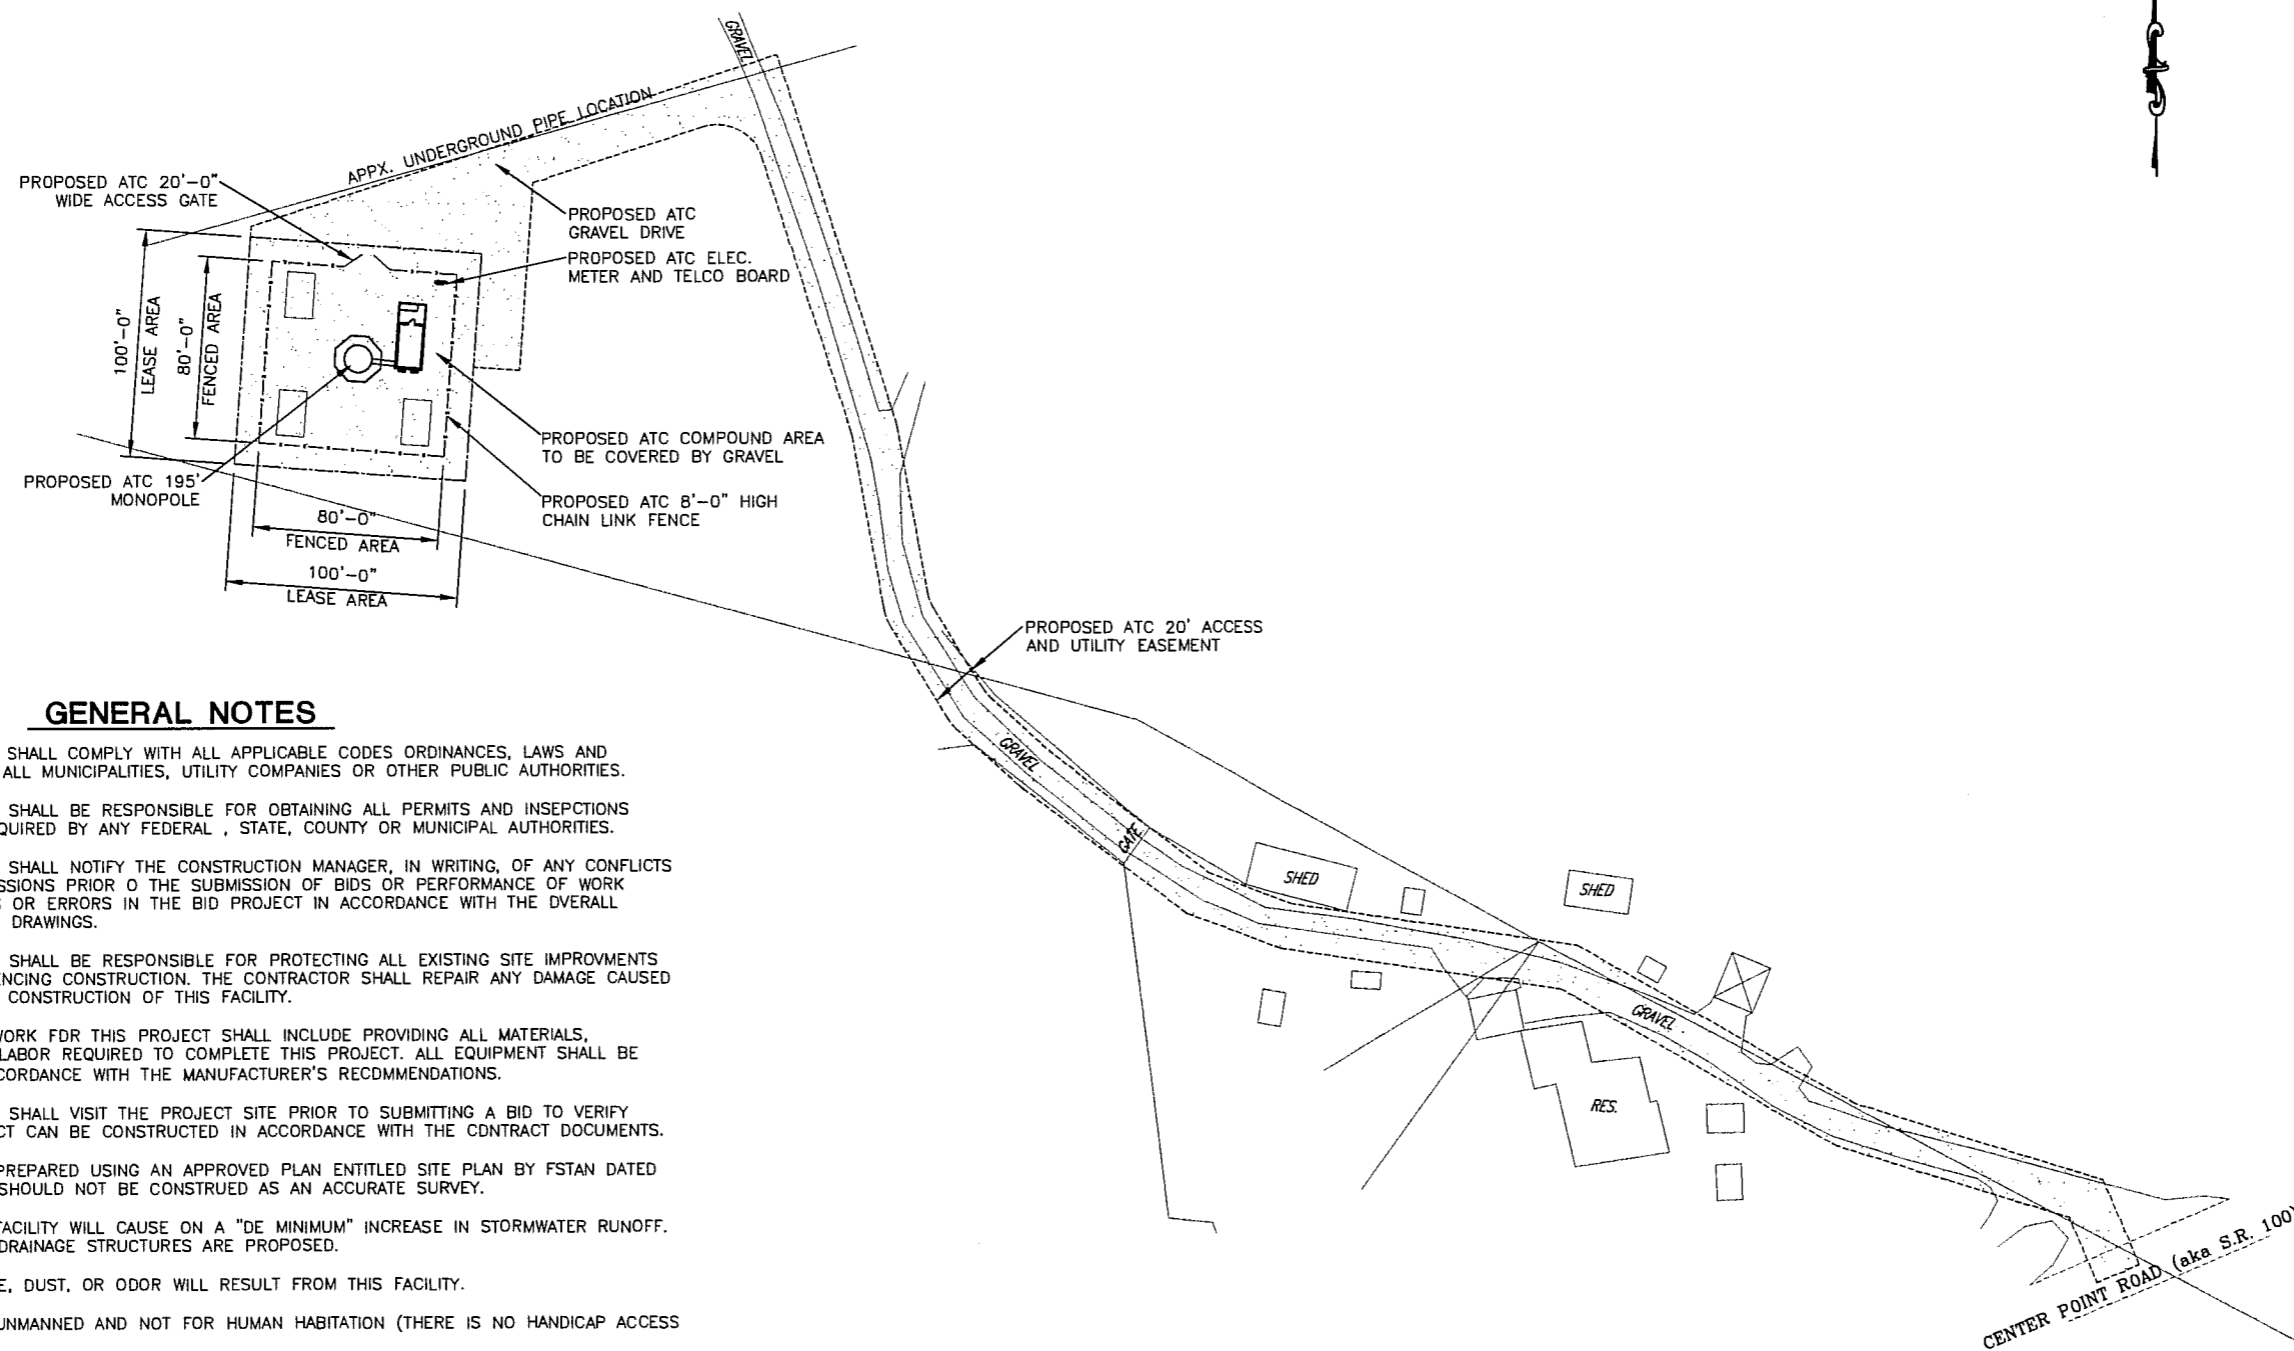 GRAVEL
APPX. UNDERGROUND PIPE LOCATION
PROPOSED ATC 20'-0"
WIDE ACCESS GATE
PROPOSED ATC
GRAVEL DRIVE
PROPOSED ATC ELEC.
METER AND TELCO BOARD
100'-0"
LEASE AREA
80'-0"
FENCED AREA
PROPOSED ATC COMPOUND AREA
TO BE COVERED BY GRAVEL
PROPOSED ATC 195'
MONOPOLE
PROPOSED ATC 8'-0" HIGH
CHAIN LINK FENCE
80'-0"
FENCED AREA
100'-0"
LEASE AREA
PROPOSED ATC 20' ACCESS
AND UTILITY EASEMENT
GRAVEL
GATE
SHED
SHED
GRAVEL
RES.
CENTER POINT ROAD (aka S.R. 100)
GENERAL NOTES
SHALL COMPLY WITH ALL APPLICABLE CODES ORDINANCES, LAWS AND
ALL MUNICIPALITIES, UTILITY COMPANIES OR OTHER PUBLIC AUTHORITIES.
SHALL BE RESPONSIBLE FOR OBTAINING ALL PERMITS AND INSEPCTIONS
QUIRED BY ANY FEDERAL , STATE, COUNTY OR MUNICIPAL AUTHORITIES.
SHALL NOTIFY THE CONSTRUCTION MANAGER, IN WRITING, OF ANY CONFLICTS
SSIONS PRIOR O THE SUBMISSION OF BIDS OR PERFORMANCE OF WORK
OR ERRORS IN THE BID PROJECT IN ACCORDANCE WITH THE OVERALL
DRAWINGS.
SHALL BE RESPONSIBLE FOR PROTECTING ALL EXISTING SITE IMPROVMENTS
ENCING CONSTRUCTION. THE CONTRACTOR SHALL REPAIR ANY DAMAGE CAUSED
CONSTRUCTION OF THIS FACILITY.
WORK FOR THIS PROJECT SHALL INCLUDE PROVIDING ALL MATERIALS,
LABOR REQUIRED TO COMPLETE THIS PROJECT. ALL EQUIPMENT SHALL BE
CORDANCE WITH THE MANUFACTURER'S RECOMMENDATIONS.
SHALL VISIT THE PROJECT SITE PRIOR TO SUBMITTING A BID TO VERIFY
CT CAN BE CONSTRUCTED IN ACCORDANCE WITH THE CONTRACT DOCUMENTS.
PREPARED USING AN APPROVED PLAN ENTITLED SITE PLAN BY FSTAN DATED
SHOULD NOT BE CONSTRUED AS AN ACCURATE SURVEY.
FACILITY WILL CAUSE ON A "DE MINIMUM" INCREASE IN STORMWATER RUNOFF.
DRAINAGE STRUCTURES ARE PROPOSED.
E, DUST, OR ODOR WILL RESULT FROM THIS FACILITY.
UNMANNED AND NOT FOR HUMAN HABITATION (THERE IS NO HANDICAP ACCESS